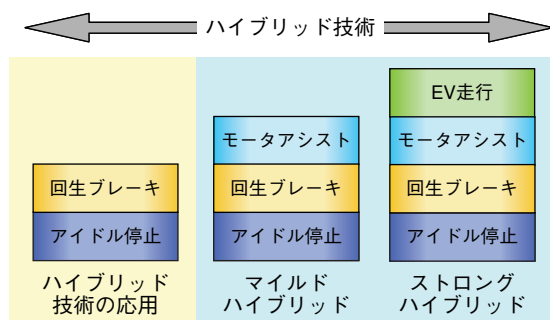 ハイブリッド技術
EV走行
モータアシスト
モータアシスト
回生ブレーキ
回生ブレーキ
回生ブレーキ
アイドル停止
アイドル停止
アイドル停止
ハイブリッド
技術の応用
マイルド
ハイブリッド
ストロング
ハイブリッド